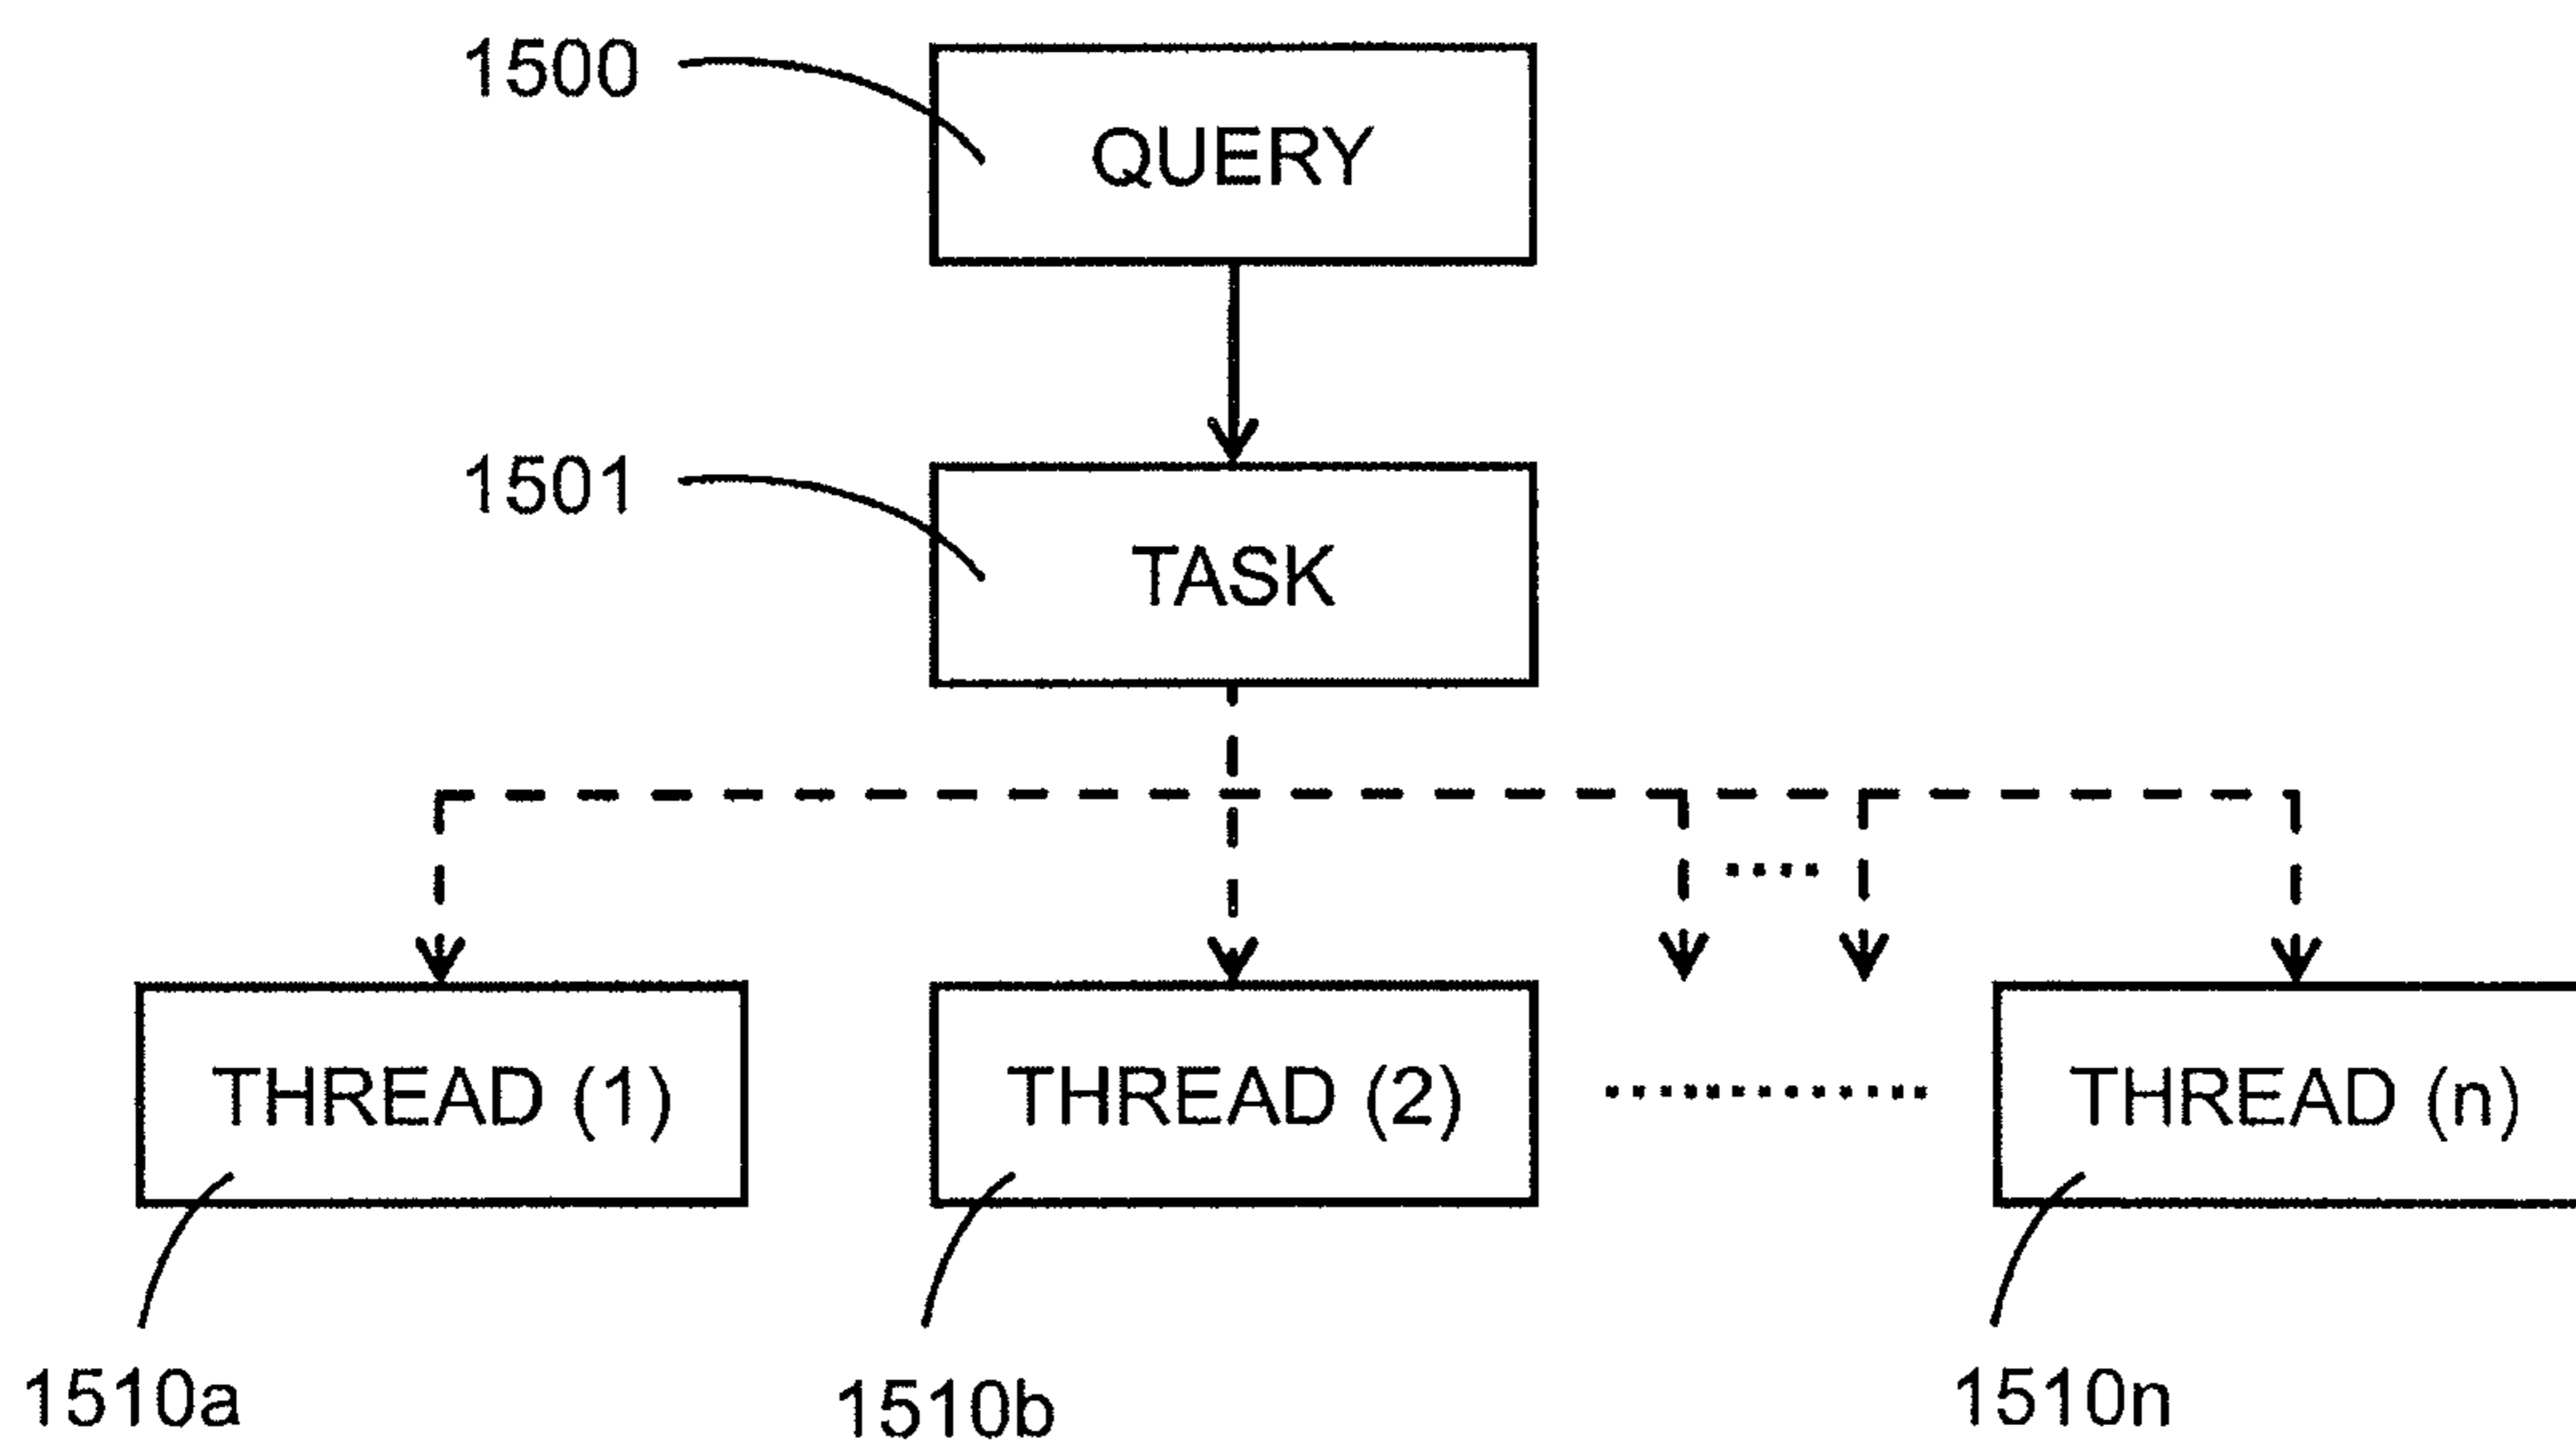 1500
QUERY
1501
TASK
THREAD (1)
THREAD (2)
THREAD (n)
1510a
1510b
1510n